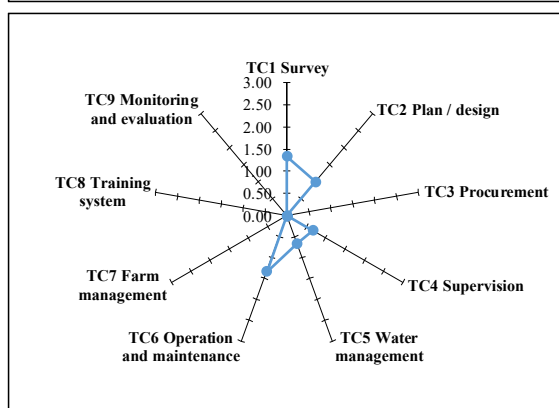 TC1 Survey
3.00
2.50
2.00
1.50
1.00
0.50
0.00
TC2 Plan / design
TC3 Procurement
TC4 Supervision
TC5 Water
management
TC6 Operation
and maintenance
TC7 Farm
management
TC8 Training
system
TC9 Monitoring
and evaluation